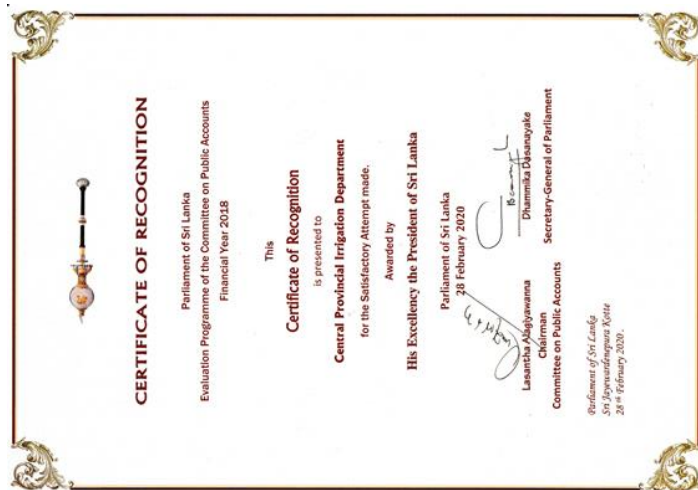 CERTIFICATE OF RECOGNITION
Parliament of Sri Lanka
Evaluation Programme of the Committee on Public Accounts
Financial Year 2018
This
Certificate of Recognition
is presented to
Central Provincial Irrigation Department
for the Satisfactory Attempt made.
Awarded by
His Excellency the President of Sri Lanka
Parliament of Sri Lanka
28 February 2020
Lasantha Alagiyawanna
Chairman
Committee on Public Accounts
Dhammika Dasanayake
Secretary-General of Parliament
Parliament of Sri Lanka
Sri Jayewardenepura Kotte
28th February 2020.